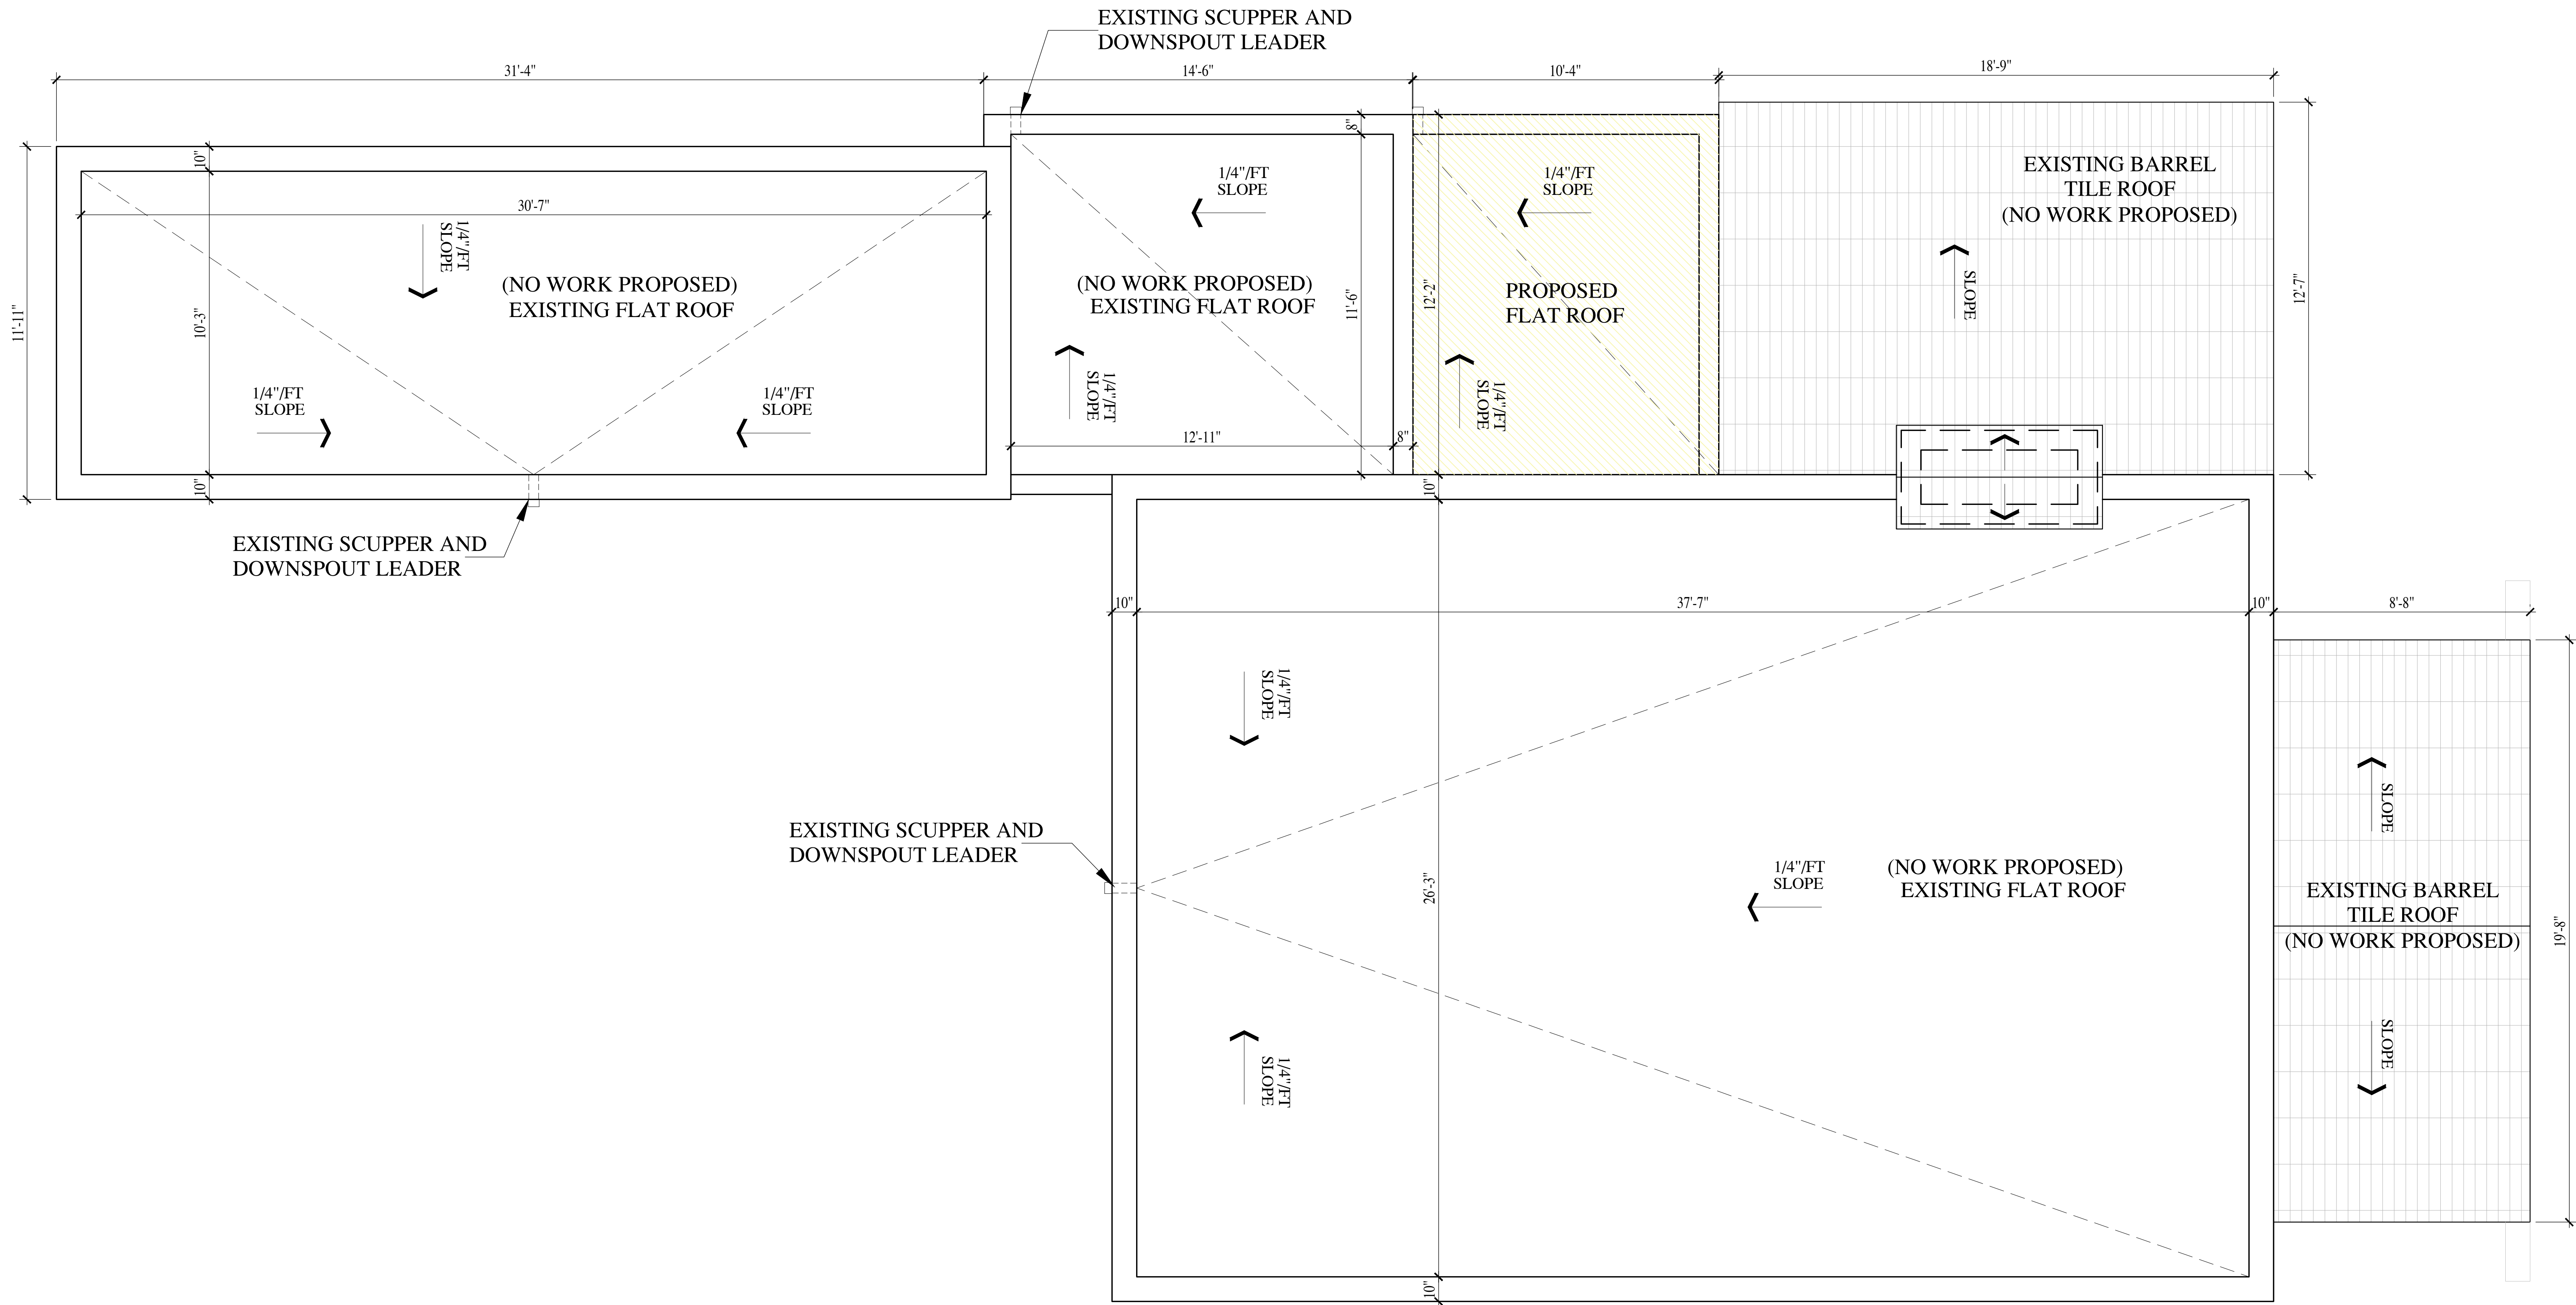 EXISTING SCUPPER AND
DOWNSPOUT LEADER
31'-4"
14'-6"
10'-4"
18'-9"
11'-11"
10"
10'-3"
10"
30'-7"
1/4"/FT
SLOPE
(NO WORK PROPOSED)
EXISTING FLAT ROOF
1/4"/FT
SLOPE
1/4"/FT
SLOPE
EXISTING SCUPPER AND
DOWNSPOUT LEADER
8"
1/4"/FT
SLOPE
(NO WORK PROPOSED)
EXISTING FLAT ROOF
11'-6"
1/4"/FT
SLOPE
12'-11"
8"
12'-2"
1/4"/FT
SLOPE
PROPOSED
FLAT ROOF
1/4"/FT
SLOPE
EXISTING BARREL
TILE ROOF
(NO WORK PROPOSED)
SLOPE
12'-7"
10"
10"
37'-7"
10"
8'-8"
1/4"/FT
SLOPE
EXISTING SCUPPER AND
DOWNSPOUT LEADER
26'-3"
1/4"/FT
SLOPE
(NO WORK PROPOSED)
EXISTING FLAT ROOF
1/4"/FT
SLOPE
10"
SLOPE
EXISTING BARREL
TILE ROOF
(NO WORK PROPOSED)
SLOPE
19'-8"